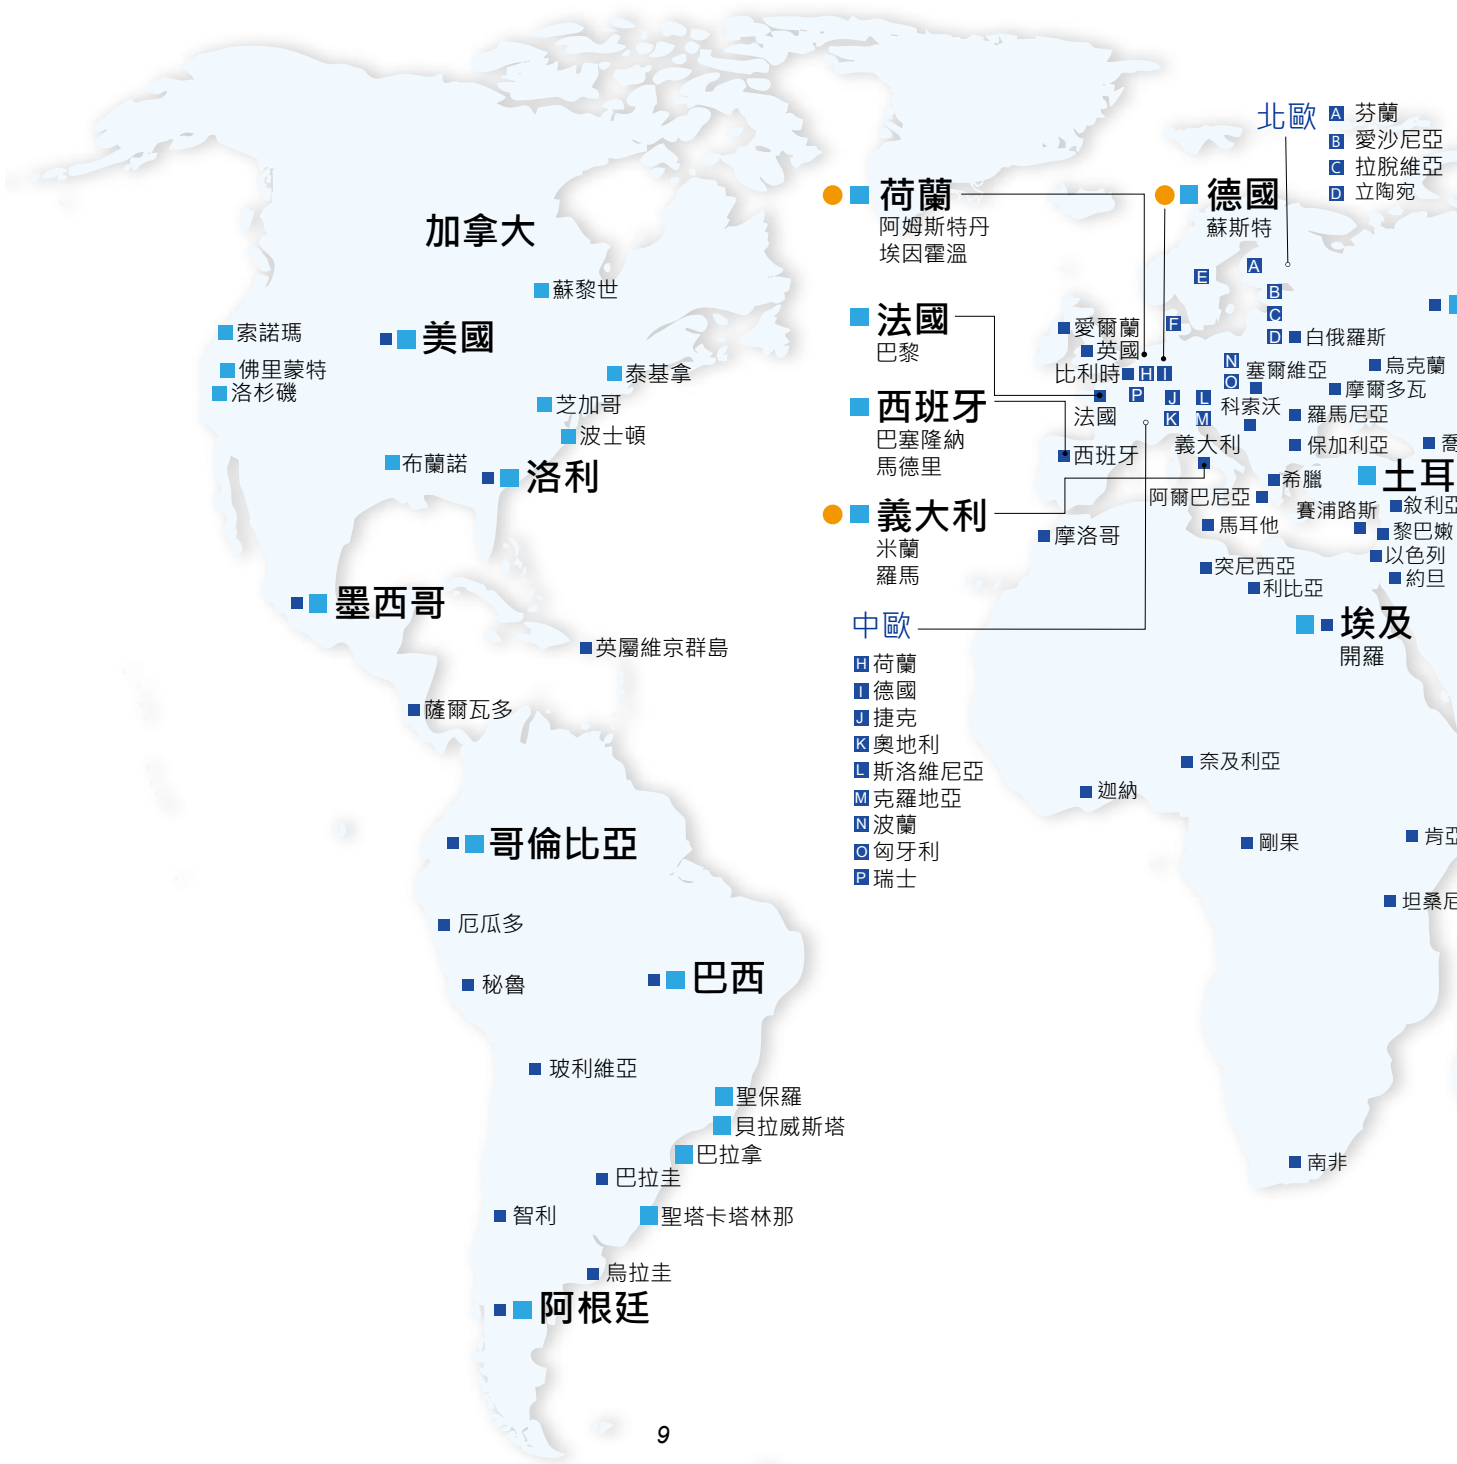 加拿大
蘇黎世
索諾瑪
美國
佛里蒙特
洛杉磯
泰基拿
芝加哥
波士頓
布蘭諾
洛利
墨西哥
英屬維京群島
薩爾瓦多
哥倫比亞
厄瓜多
秘魯
巴西
玻利維亞
聖保羅
貝拉威斯塔
巴拉拿
巴拉圭
智利
聖塔卡塔林那
烏拉圭
阿根廷
荷蘭
阿姆斯特丹
埃因霍溫
法國
巴黎
西班牙
巴塞隆納
馬德里
義大利
米蘭
羅馬
中歐
H 荷蘭
I 德國
J 捷克
K 奧地利
L 斯洛維尼亞
M 克羅地亞
N 波蘭
O 匈牙利
P 瑞士
德國
蘇斯特
北歐
A 芬蘭
B 愛沙尼亞
C 拉脫維亞
D 立陶宛
A
E
B
C
F
D
白俄羅斯
愛爾蘭
英國
比利時
H I
N
O
塞爾維亞
烏克蘭
摩爾多瓦
P
J
L
K
M
法國
科索沃
羅馬尼亞
義大利
保加利亞
喬
西班牙
希臘
土耳
阿爾巴尼亞
賽浦路斯
敘利亞
馬耳他
黎巴嫩
摩洛哥
以色列
突尼西亞
約旦
利比亞
埃及
開羅
奈及利亞
迦納
剛果
肯亞
坦桑尼
南非
9